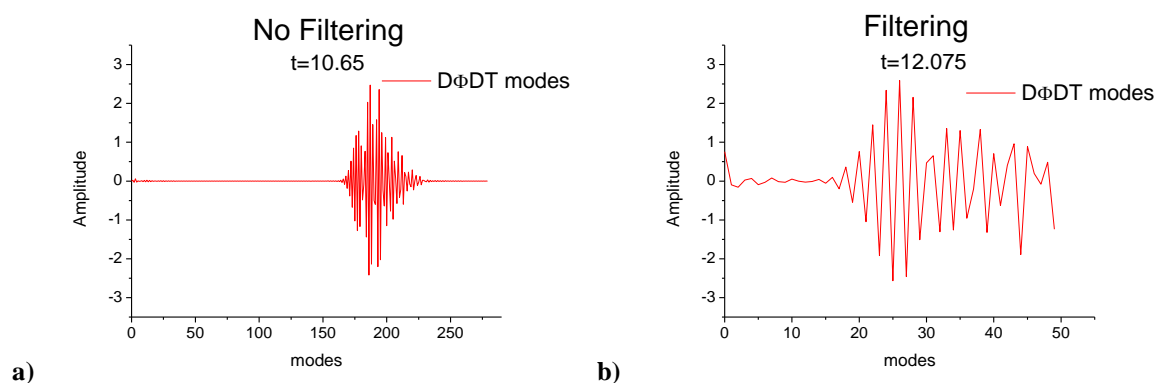 No Filtering
t=10.65
DΦDT modes
Amplitude
3
2
1
0
-1
-2
-3
0 50 100 150 200 250
modes
a)
Filtering
t=12.075
DΦDT modes
Amplitude
3
2
1
0
-1
-2
-3
0 10 20 30 40 50
modes
b)